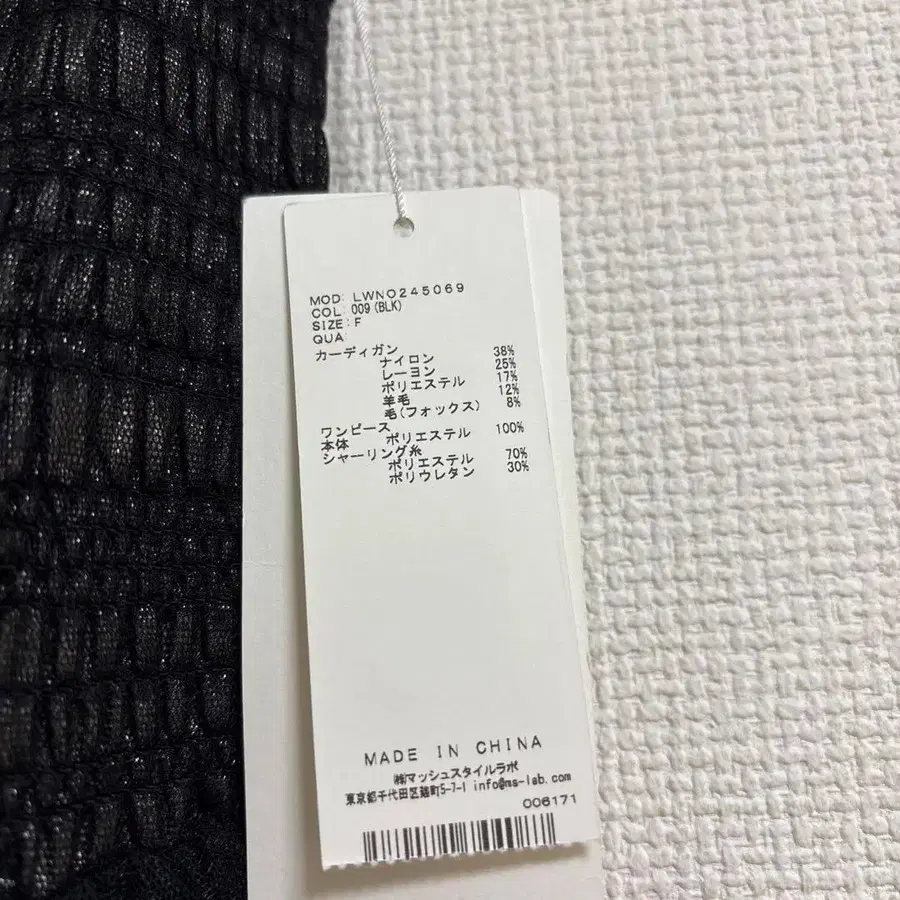 MOD: LWNO245069
COL: 009 (BLK)
SIZE: F
QUA:
カーディガン
ナイロン 38%
レーヨン 25%
ポリエステル 17%
羊毛 12%
毛(フォックス) 8%
ワンピース
本体 ポリエステル 100%
シャーリング糸
ポリエステル 70%
ポリウレタン 30%
MADE IN CHINA
㈱マッシュスタイルラボ
東京都千代田区麹町5-7-1 info@ms-lab.com
006171